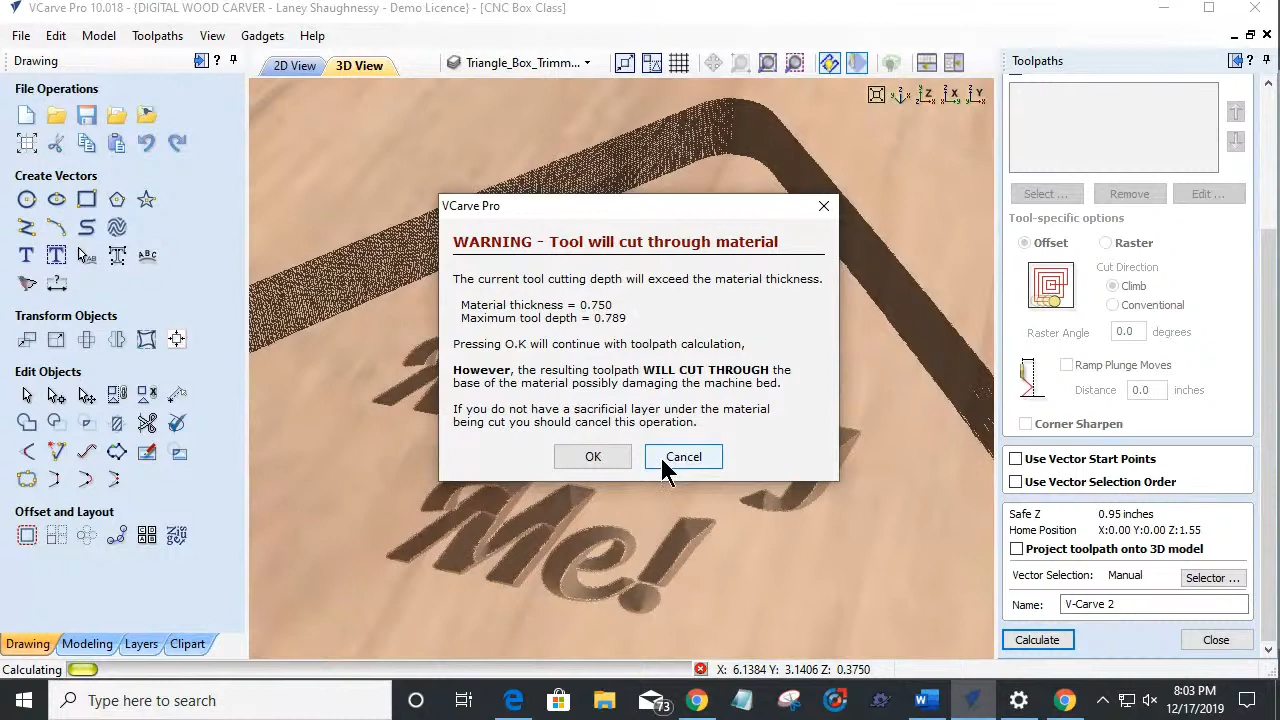 VCarve Pro 10.018 - {DIGITAL WOOD CARVER - Laney Shaughnessy - Demo Licence} - [CNC Box Class]
File Edit Model Toolpaths View Gadgets Help
Drawing
2D View 3D View
Triangle_Box_Trimm...
Toolpaths
File Operations
Create Vectors
Transform Objects
Edit Objects
Offset and Layout
Z X Y
VCarve Pro
WARNING - Tool will cut through material
The current tool cutting depth will exceed the material thickness.
Material thickness = 0.750
Maximum tool depth = 0.789
Pressing O.K will continue with toolpath calculation,
However, the resulting toolpath WILL CUT THROUGH the
base of the material possibly damaging the machine bed.
If you do not have a sacrificial layer under the material
being cut you should cancel this operation.
OK Cancel
Me!
Select ... Remove Edit ...
Tool-specific options
Offset Raster
Cut Direction
Climb
Conventional
Raster Angle 0.0 degrees
Ramp Plunge Moves
Distance 0.0 inches
Corner Sharpen
Use Vector Start Points
Use Vector Selection Order
Safe Z 0.95 inches
Home Position X:0.00 Y:0.00 Z:1.55
Project toolpath onto 3D model
Vector Selection: Manual Selector ...
Name: V-Carve 2
Calculate Close
Drawing Modeling Layers Clipart
Calculating X: 6.1384 Y: 3.1406 Z: 0.3750
Type here to search
73
8:03 PM
12/17/2019